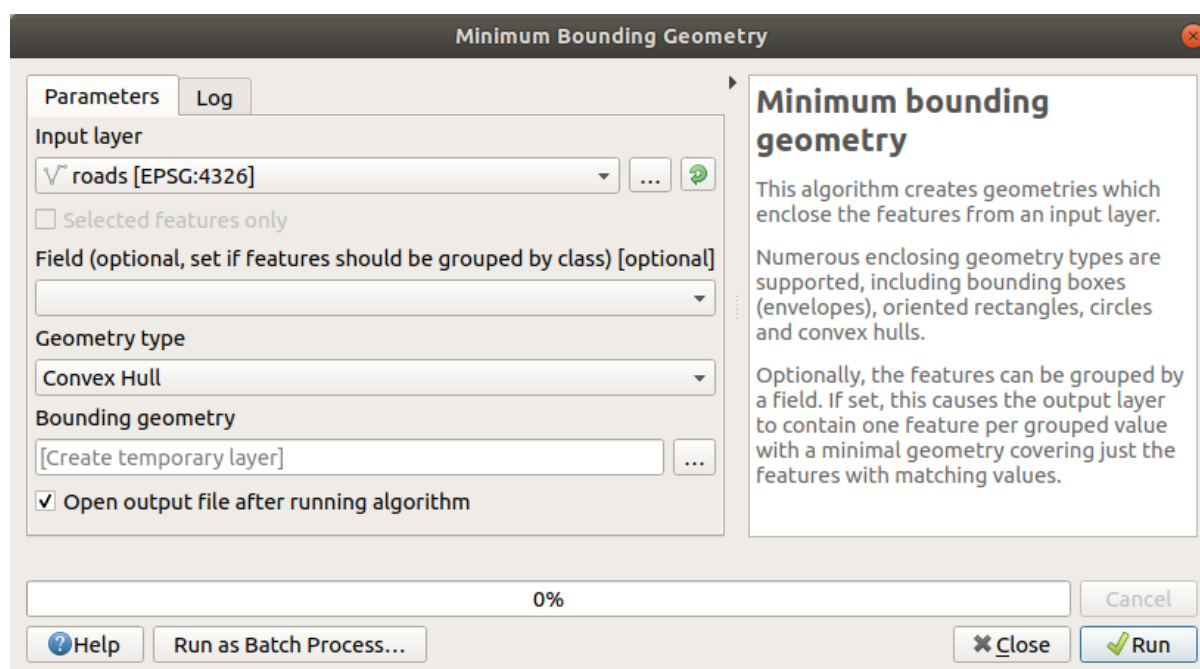 Minimum Bounding Geometry
Parameters
Log
Input layer
roads [EPSG:4326]
...
Selected features only
Field (optional, set if features should be grouped by class) [optional]
Geometry type
Convex Hull
Bounding geometry
[Create temporary layer]
...
Open output file after running algorithm
Minimum bounding
geometry
This algorithm creates geometries which
enclose the features from an input layer.
Numerous enclosing geometry types are
supported, including bounding boxes
(envelopes), oriented rectangles, circles
and convex hulls.
Optionally, the features can be grouped by
a field. If set, this causes the output layer
to contain one feature per grouped value
with a minimal geometry covering just the
features with matching values.
0%
Cancel
Help
Run as Batch Process...
Close
Run